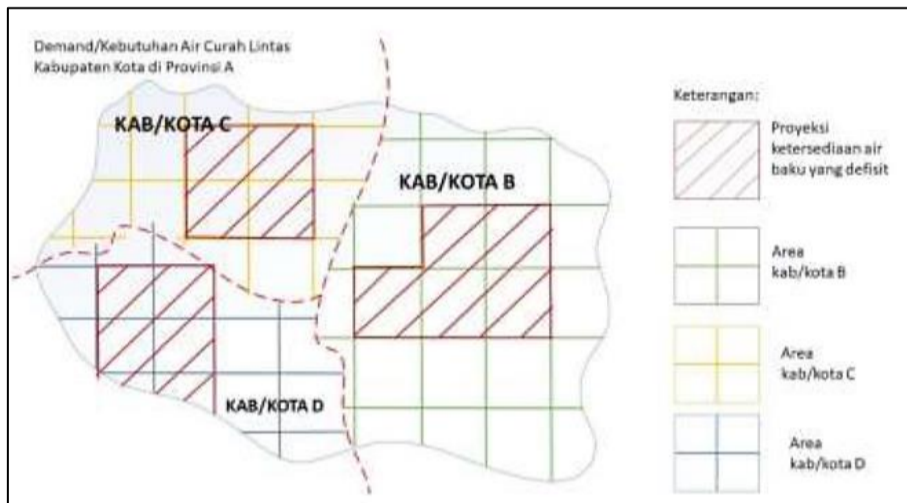 Demand/Kebutuhan Air Curah Lintas
Kabupaten Kota di Provinsi A
KAB/KOTA C
KAB/KOTA B
KAB/KOTA D
Keterangan:
Proyeksi
ketersediaan air
baku yang defisit
Area
kab/kota B
Area
kab/kota C
Area
kab/kota D